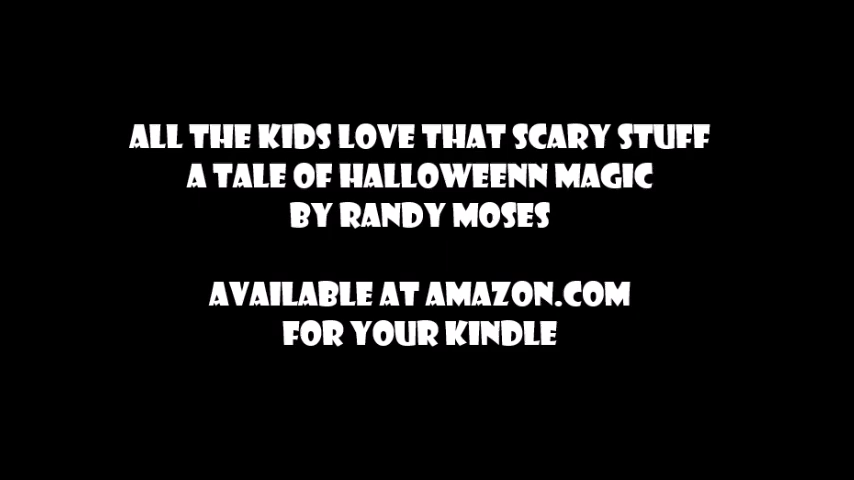 ALL THE KIDS LOVE THAT SCARY STUFF
A TALE OF HALLOWEENN MAGIC
BY RANDY MOSES
AVAILABLE AT AMAZON.COM
FOR YOUR KINDLE